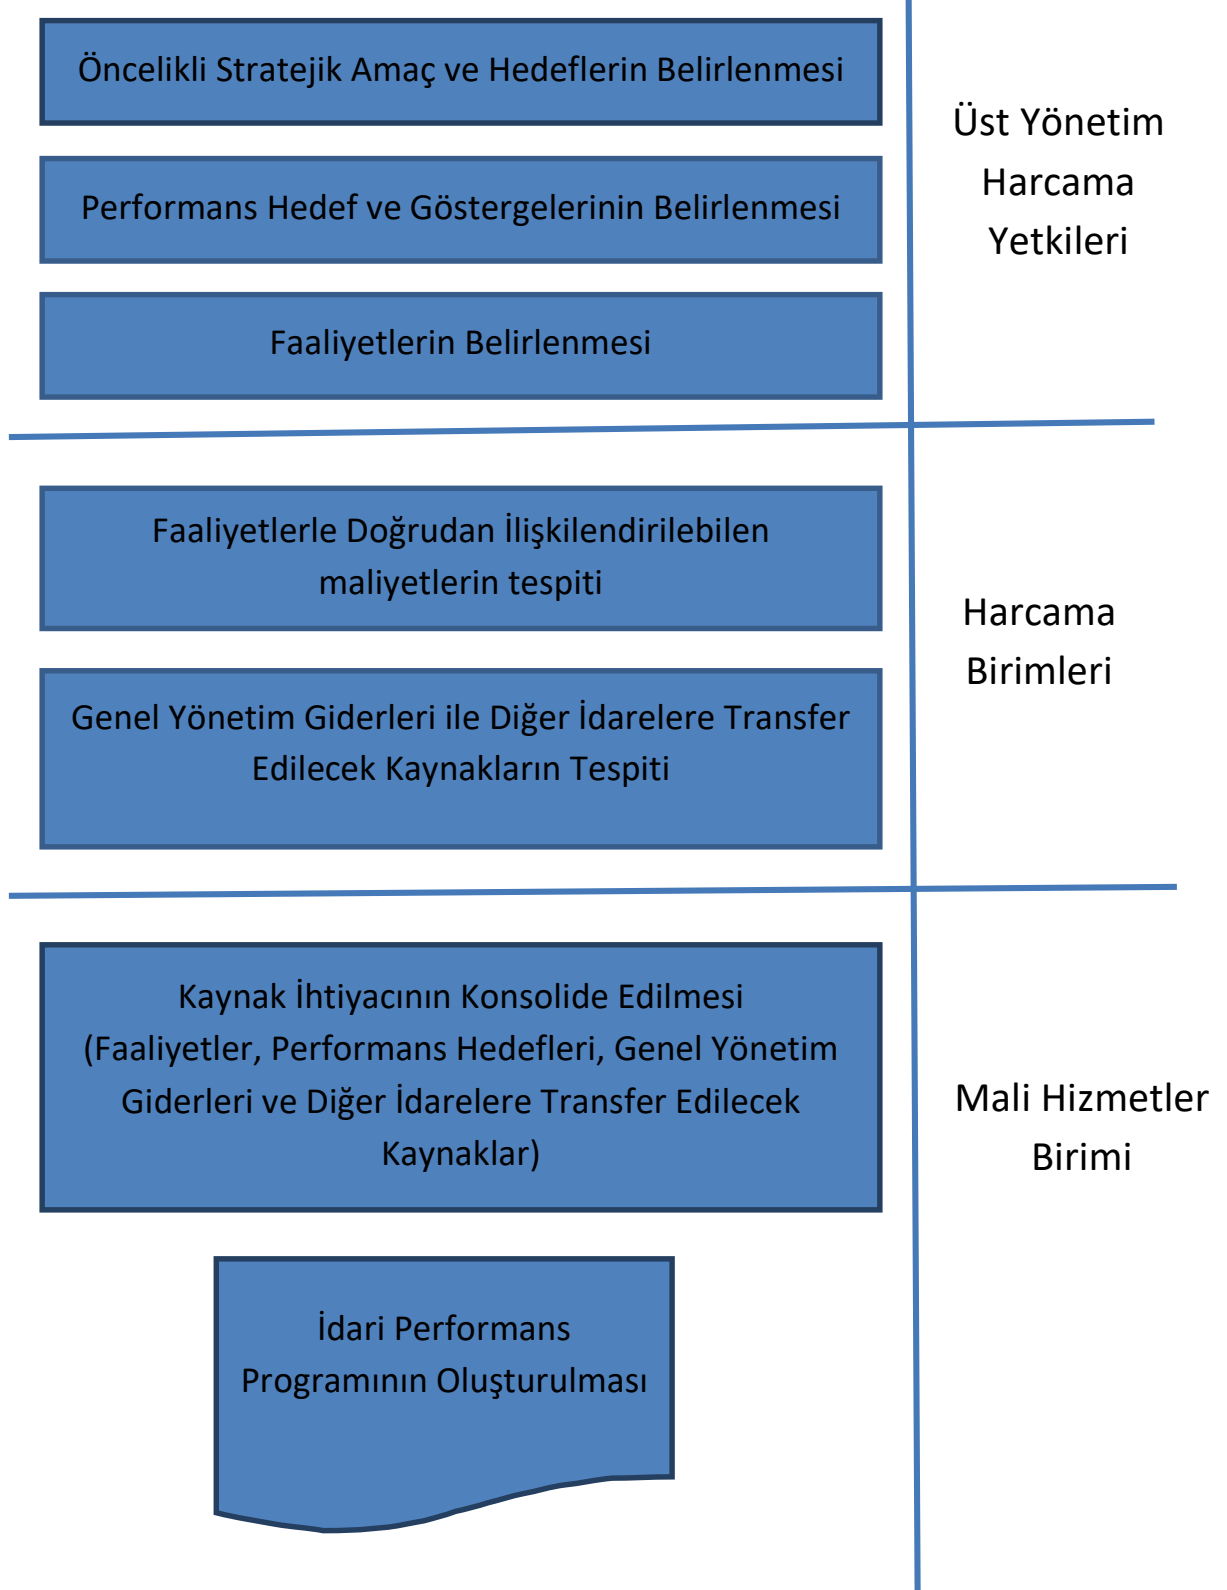 Öncelikli Stratejik Amaç ve Hedeflerin Belirlenmesi
Performans Hedef ve Göstergelerinin Belirlenmesi
Faaliyetlerin Belirlenmesi
Üst Yönetim
Harcama
Yetkileri
Faaliyetlerle Doğrudan İlişkilendirilebilen
maliyetlerin tespiti
Genel Yönetim Giderleri ile Diğer İdarelere Transfer
Edilecek Kaynakların Tespiti
Harcama
Birimleri
Kaynak İhtiyacının Konsolide Edilmesi
(Faaliyetler, Performans Hedefleri, Genel Yönetim
Giderleri ve Diğer İdarelere Transfer Edilecek
Kaynaklar)
İdari Performans
Programının Oluşturulması
Mali Hizmetler
Birimi